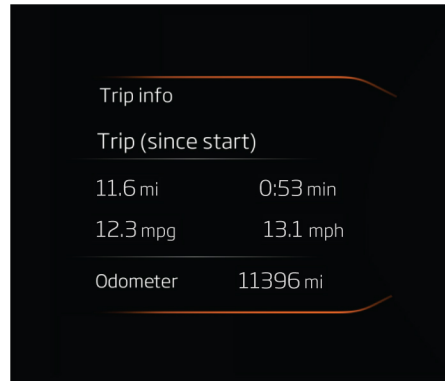 Trip info
Trip (since start)
11.6 mi 0:53 min
12.3 mpg 13.1 mph
Odometer 11396 mi